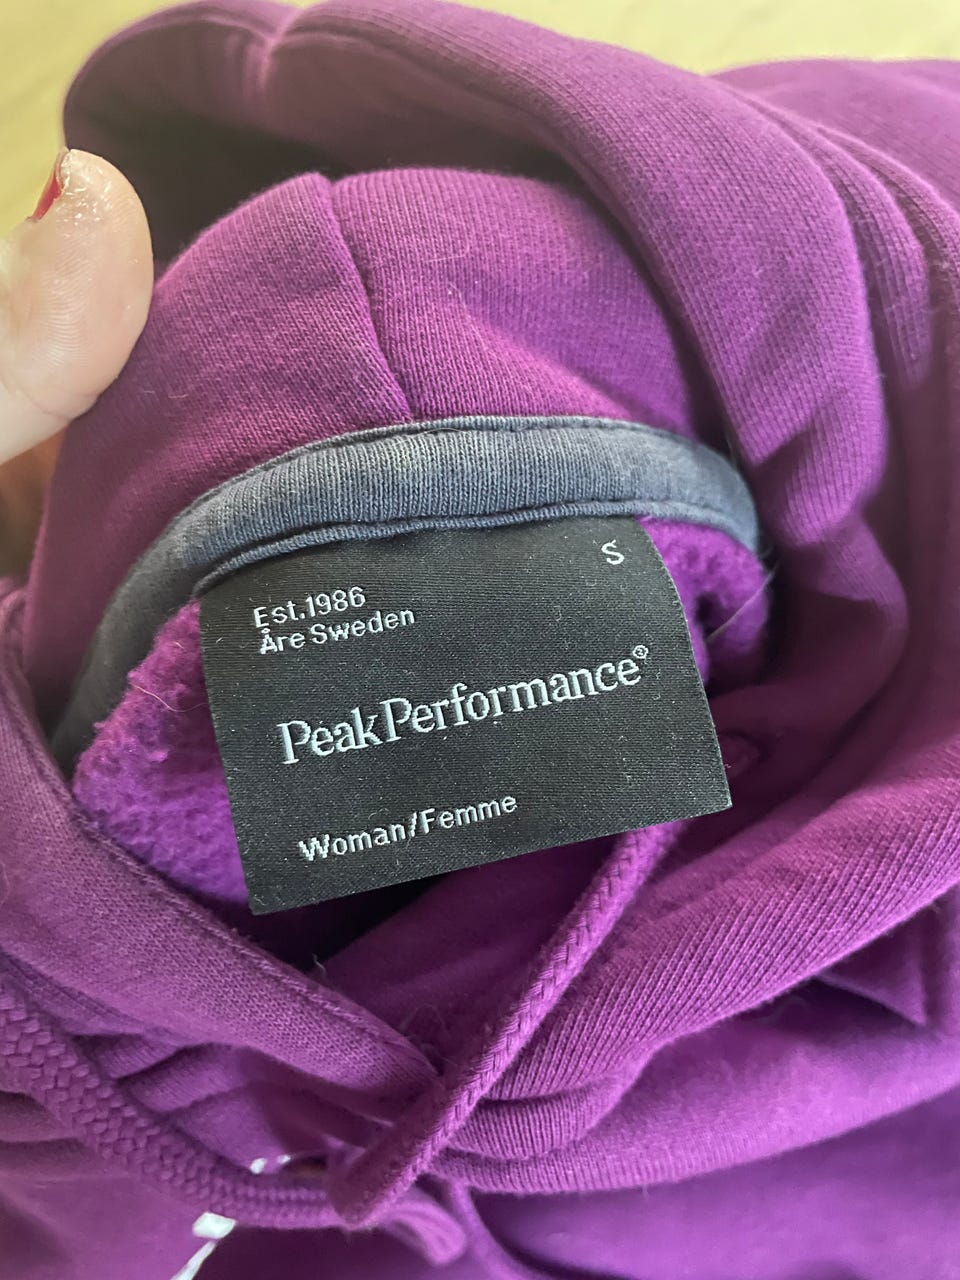 S
Est.1986
Åre Sweden
PeakPerformance®
Woman/Femme